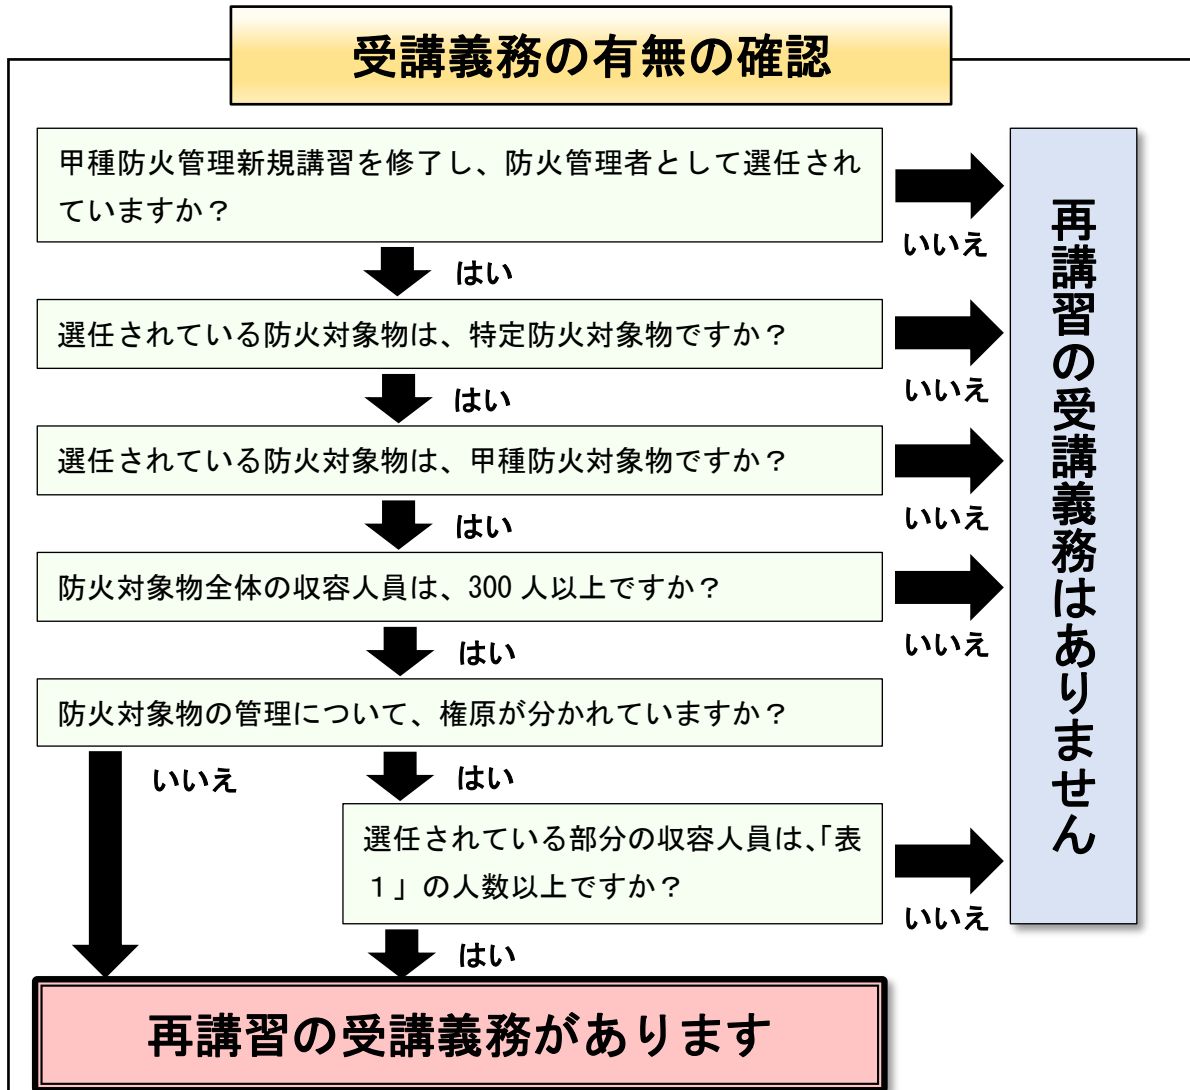 受講義務の有無の確認
甲種防火管理新規講習を修了し、防火管理者として選任され
ていますか？
いいえ
はい
選任されている防火対象物は、特定防火対象物ですか？
いいえ
はい
選任されている防火対象物は、甲種防火対象物ですか？
いいえ
はい
防火対象物全体の収容人員は、300 人以上ですか？
いいえ
はい
防火対象物の管理について、権原が分かれていますか？
いいえ
はい
選任されている部分の収容人員は、「表
１」の人数以上ですか？
いいえ
はい
再講習の受講義務はありません
再講習の受講義務があります